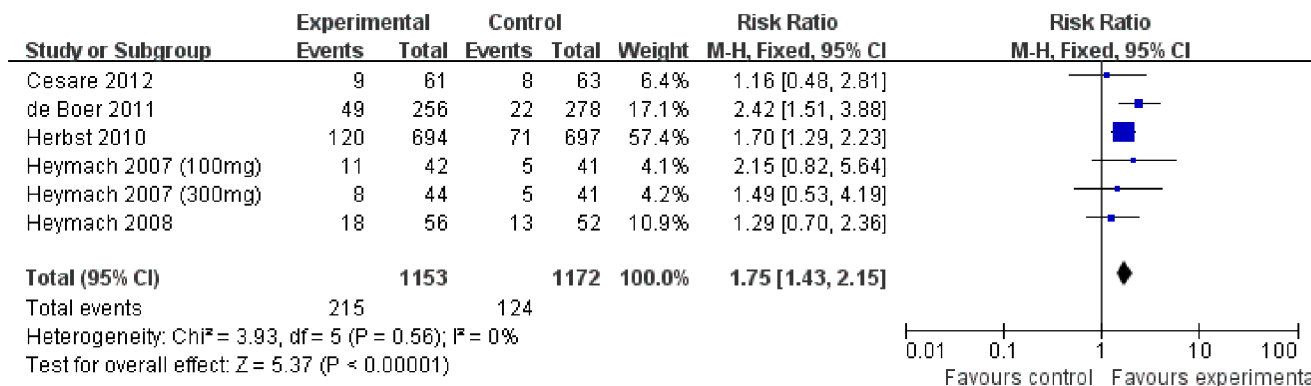 Experimental Control Risk Ratio Risk Ratio
Study or Subgroup Events Total Events Total Weight M-H, Fixed, 95% CI M-H, Fixed, 95% CI
Cesare 2012 9 61 8 63 6.4% 1.16 [0.48, 2.81]
de Boer 2011 49 256 22 278 17.1% 2.42 [1.51, 3.88]
Herbst 2010 120 694 71 697 57.4% 1.70 [1.29, 2.23]
Heymach 2007 (100mg) 11 42 5 41 4.1% 2.15 [0.82, 5.64]
Heymach 2007 (300mg) 8 44 5 41 4.2% 1.49 [0.53, 4.19]
Heymach 2008 18 56 13 52 10.9% 1.29 [0.70, 2.36]
Total (95% CI) 1153 1172 100.0% 1.75 [1.43, 2.15]
Total events 215 124
Heterogeneity: Chi² = 3.93, df = 5 (P = 0.56); I² = 0%
Test for overall effect: Z = 5.37 (P < 0.00001)
0.01 0.1 1 10 100
Favours control Favours experimenta